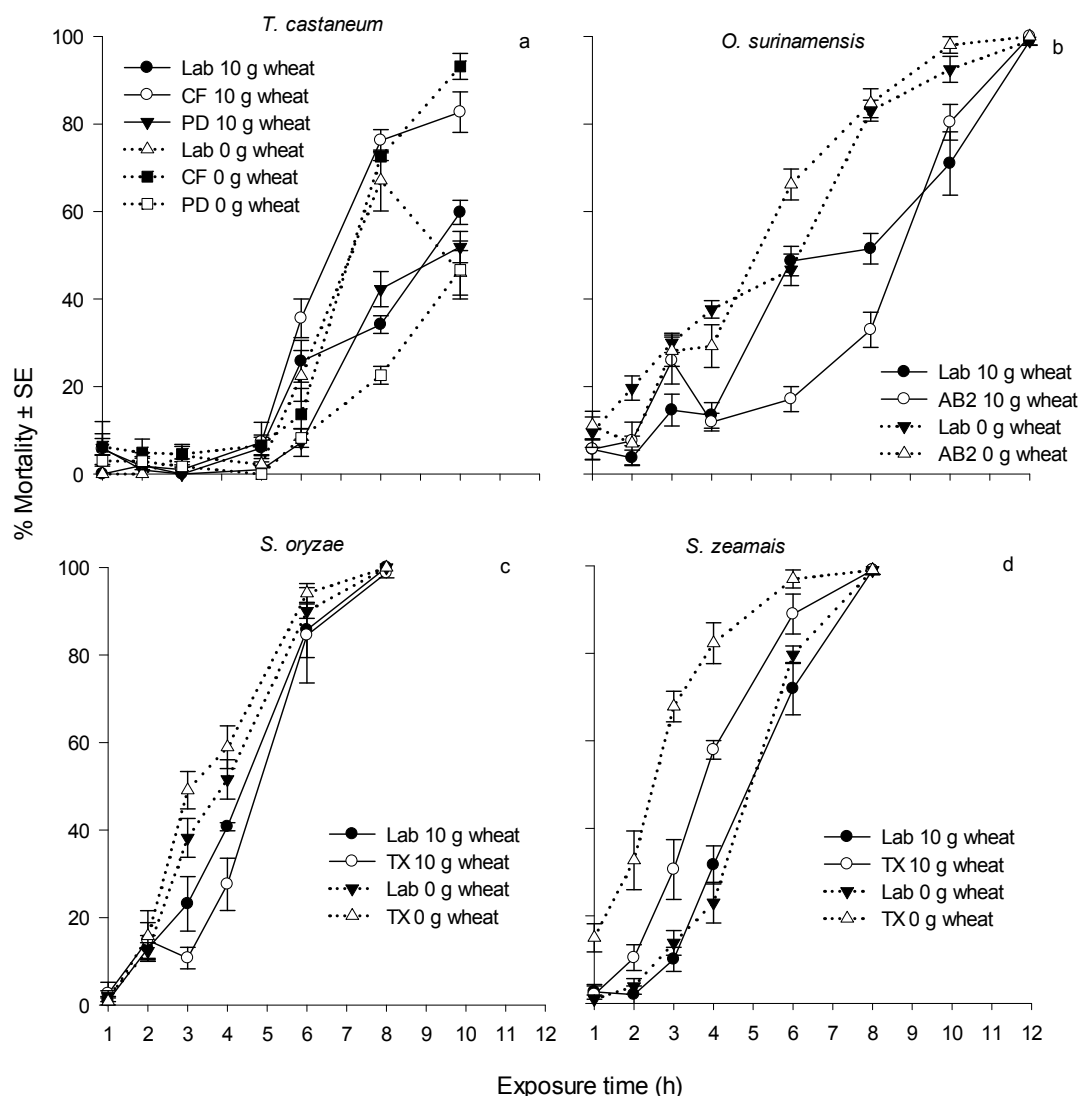 T. castaneum
a
Lab 10 g wheat
CF 10 g wheat
PD 10 g wheat
Lab 0 g wheat
CF 0 g wheat
PD 0 g wheat
100
80
60
40
20
0
O. surinamensis
b
Lab 10 g wheat
AB2 10 g wheat
Lab 0 g wheat
AB2 0 g wheat
% Mortality ± SE
S. oryzae
c
Lab 10 g wheat
TX 10 g wheat
Lab 0 g wheat
TX 0 g wheat
100
80
60
40
20
0
1 2 3 4 5 6 7 8 9 10 11 12
S. zeamais
d
Lab 10 g wheat
TX 10 g wheat
Lab 0 g wheat
TX 0 g wheat
1 2 3 4 5 6 7 8 9 10 11 12
Exposure time (h)